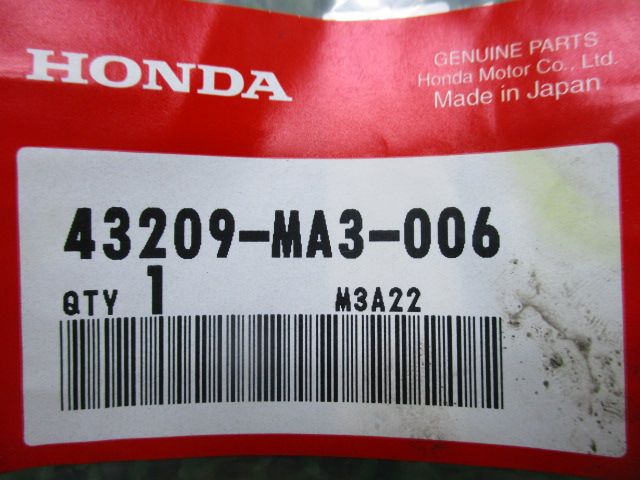 HONDA
GENUINE PARTS
Honda Motor Co., Ltd.
Made in Japan
43209-MA3-006
QTY 1 M3A22